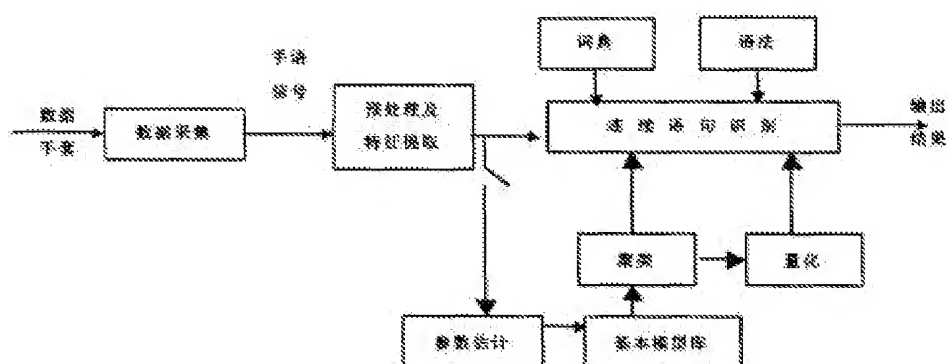 词典
语法
手语
信号
数据
手套
数据采集
预处理及
特征提取
连续语句识别
输出
结果
聚类
量化
参数估计
基本模型库